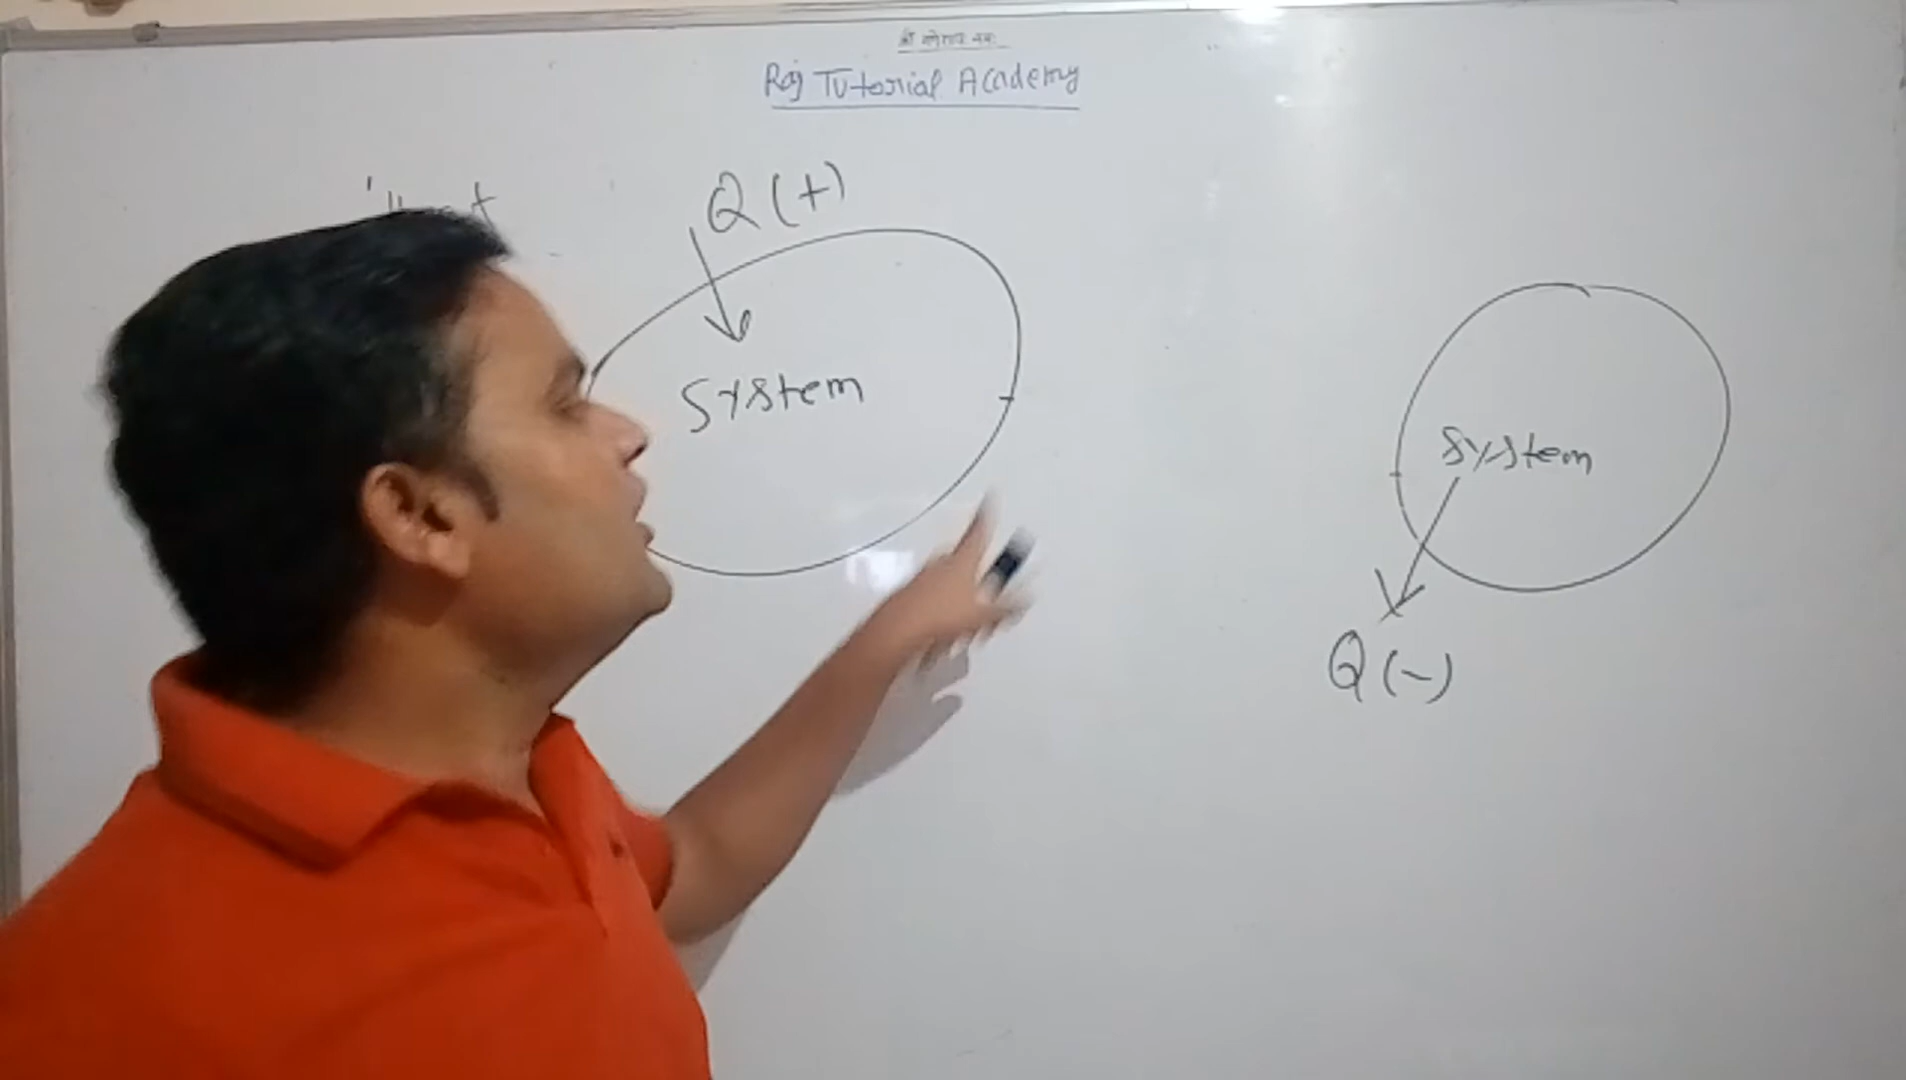 Raj Tutorial Academy
Q (+)
System
System
Q (-)